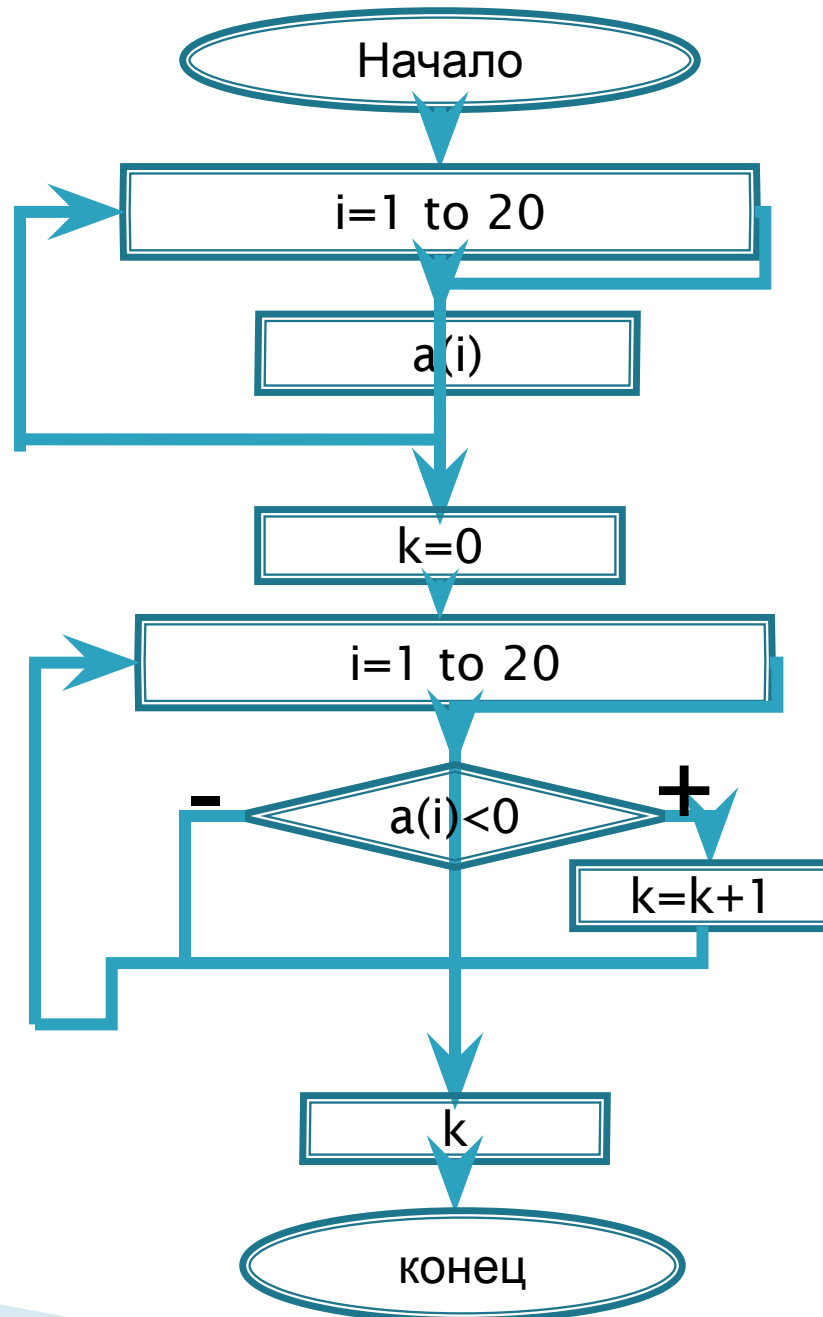 Начало
i=1 to 20
a(i)
k=0
i=1 to 20
- +
a(i)<0
k=k+1
k
конец